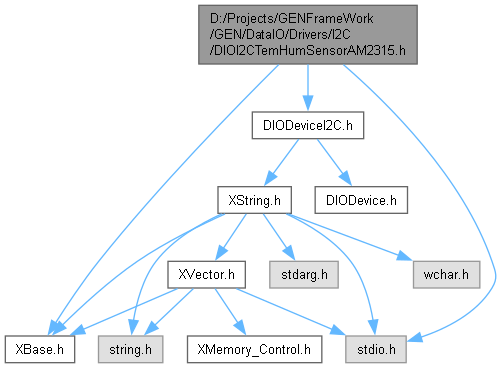 D:/Projects/GENFrameWork
/GEN/DataIO/Drivers/I2C
/DIOI2CTemHumSensorAM2315.h
DIODeviceI2C.h
XString.h
DIODevice.h
XVector.h
stdarg.h
wchar.h
XBase.h
string.h
XMemory_Control.h
stdio.h